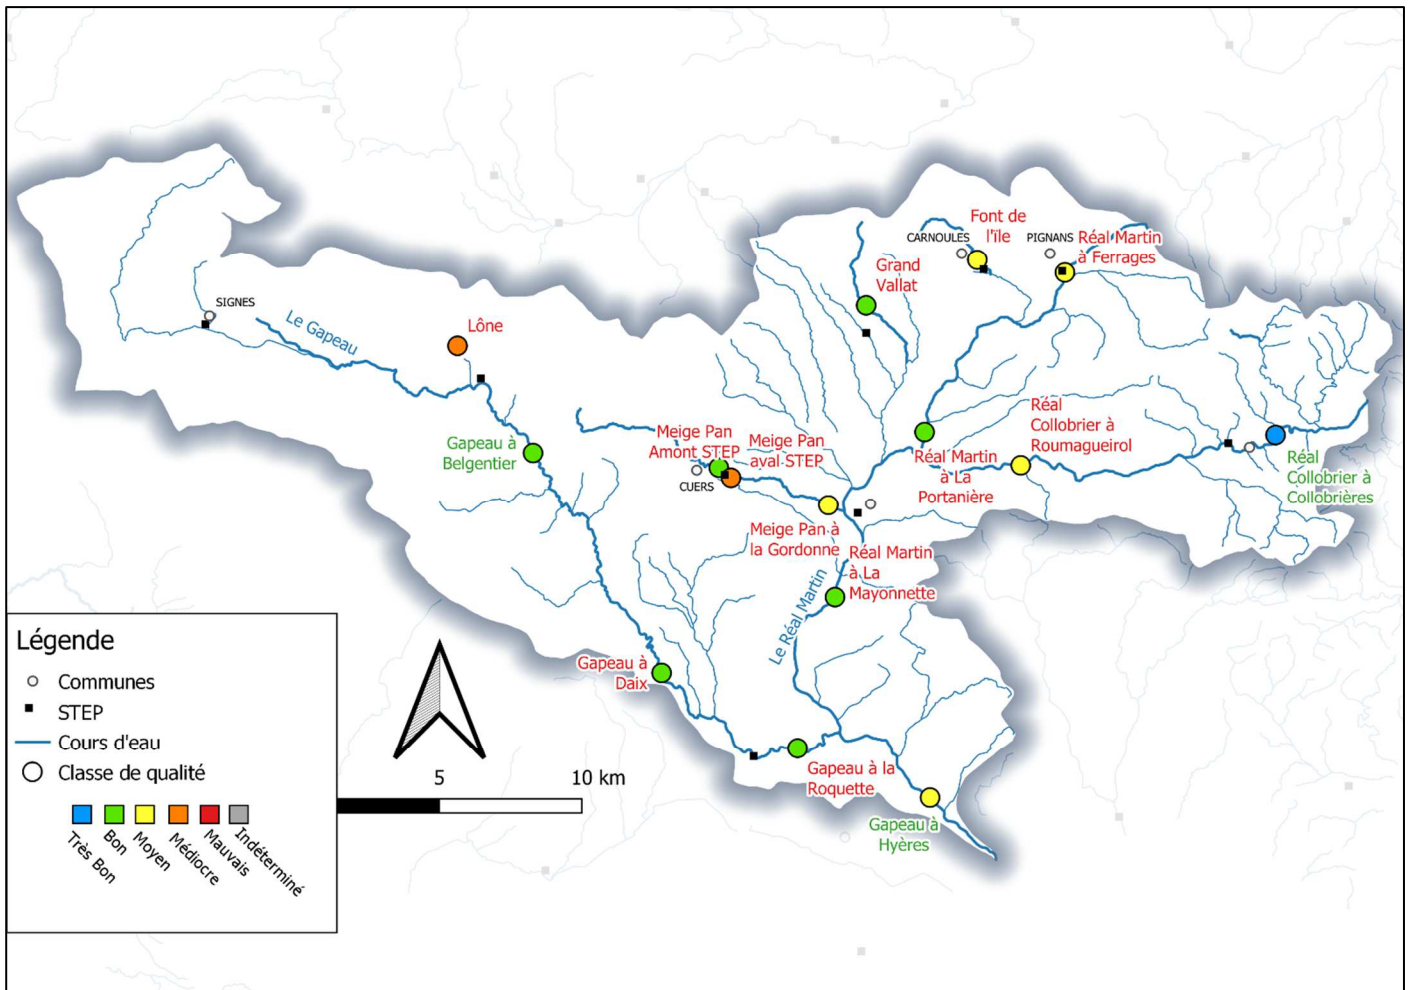 Font de
l'île
CARNOULES
PIGNANS
Réal Martin
à Ferrages
Grand
Vallat
SIGNES
Le Gapeau
Lône
Réal
Collobrier à
Roumagueirol
Meige Pan
Amont STEP
Meige Pan
aval STEP
Gapeau à
Belgentier
CUERS
Réal Martin
à La
Portanière
Réal
Collobrier à
Collobrières
Meige Pan à
la Gordonne
Réal Martin
à La
Mayonnette
Le Réal Martin
Gapeau à
Daix
Gapeau à la
Roquette
Gapeau à
Hyères
5
10 km
Légende
Communes
STEP
Cours d'eau
Classe de qualité
Très Bon
Bon
Moyen
Médiocre
Mauvais
Indéterminé